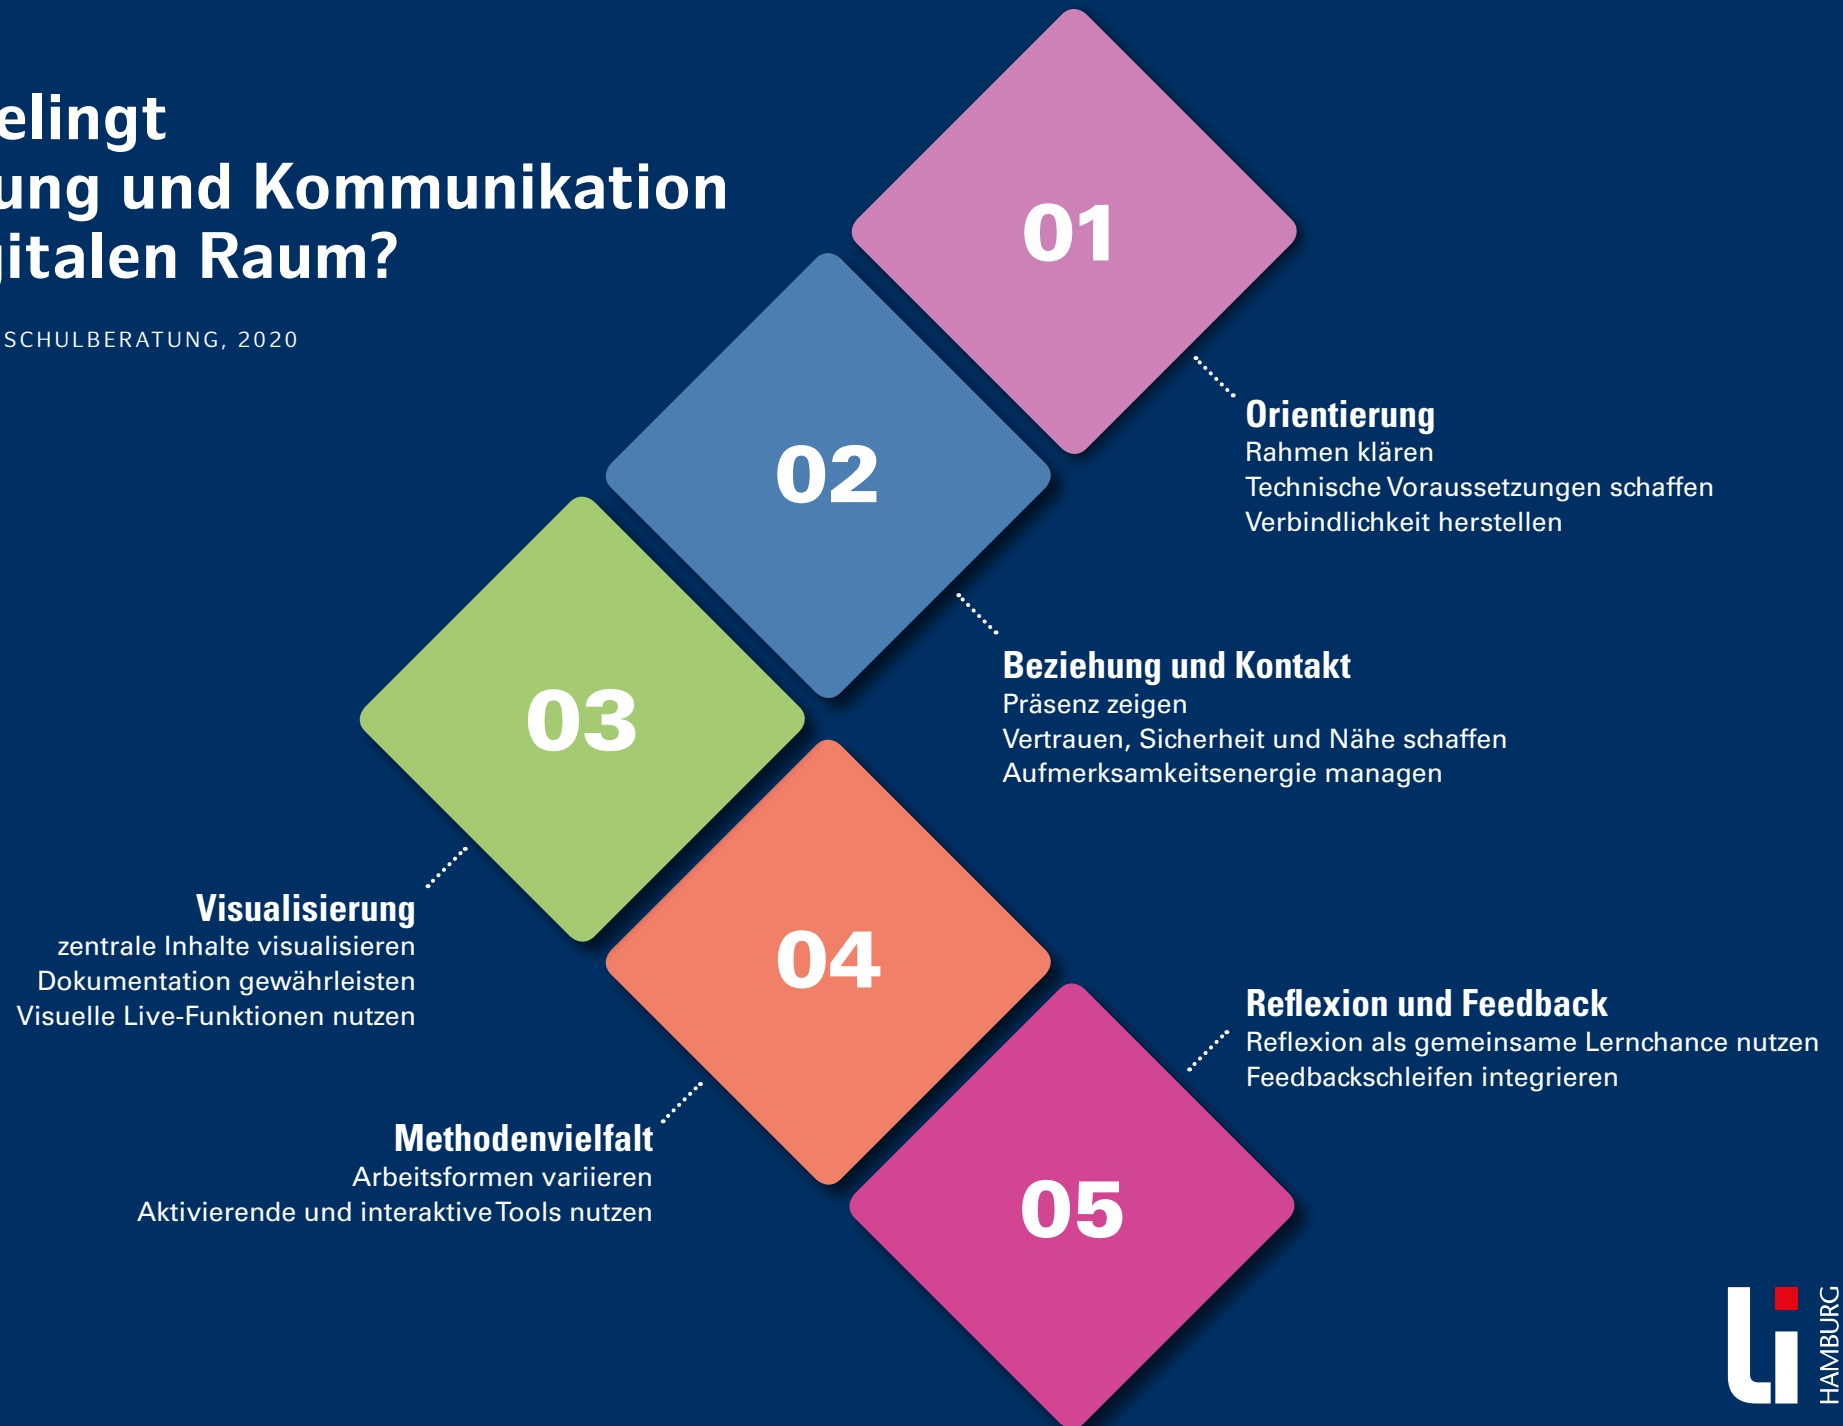 elingt
ung und Kommunikation
gitalen Raum?
SCHULBERATUNG, 2020
01
Orientierung
Rahmen klären
Technische Voraussetzungen schaffen
Verbindlichkeit herstellen
02
Beziehung und Kontakt
Präsenz zeigen
Vertrauen, Sicherheit und Nähe schaffen
Aufmerksamkeitsenergie managen
03
Visualisierung
zentrale Inhalte visualisieren
Dokumentation gewährleisten
Visuelle Live-Funktionen nutzen
04
Methodenvielfalt
Arbeitsformen variieren
Aktivierende und interaktive Tools nutzen
05
Reflexion und Feedback
Reflexion als gemeinsame Lernchance nutzen
Feedbackschleifen integrieren
Li
HAMBURG